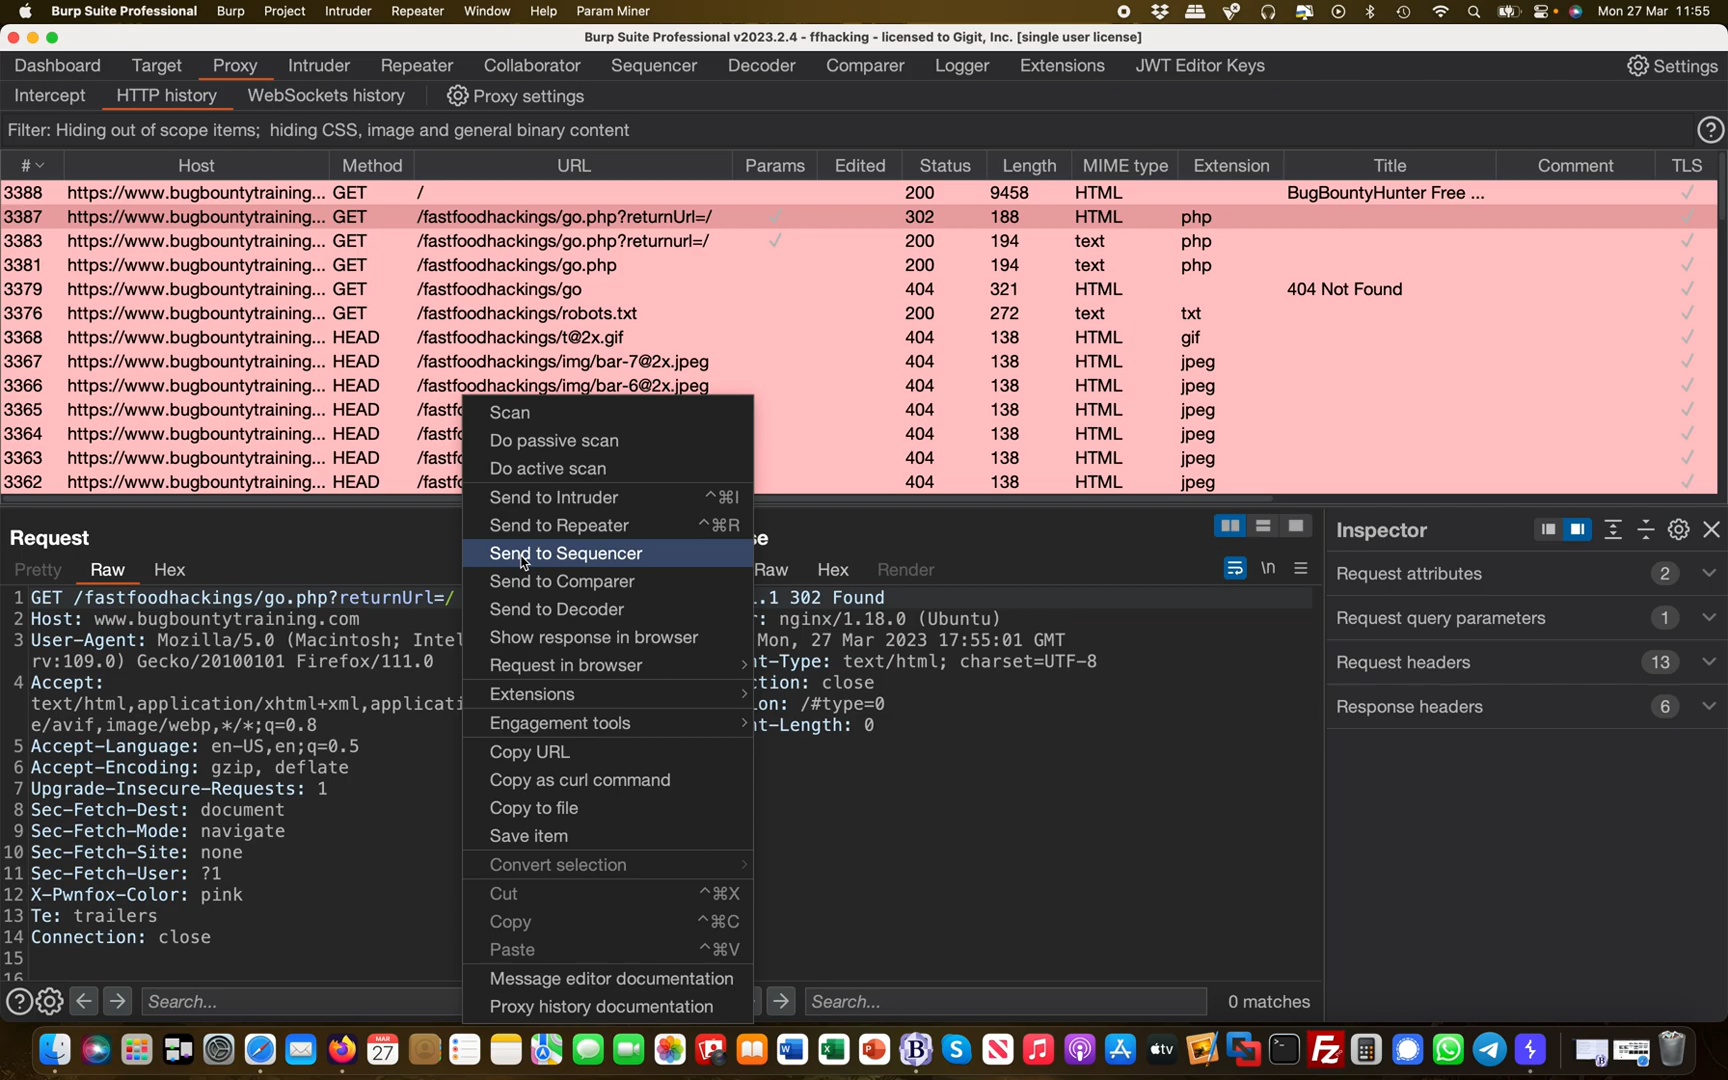 Burp Suite Professional Burp Project Intruder Repeater Window Help Param Miner Mon 27 Mar 11:55
Burp Suite Professional v2023.2.4 - ffhacking - licensed to Gigit, Inc. [single user license]
Dashboard Target Proxy Intruder Repeater Collaborator Sequencer Decoder Comparer Logger Extensions JWT Editor Keys Settings
Intercept HTTP history WebSockets history Proxy settings
Filter: Hiding out of scope items; hiding CSS, image and general binary content
# Host Method URL Params Edited Status Length MIME type Extension Title Comment TLS
3388 https://www.bugbountytraining... GET / 200 9458 HTML BugBountyHunter Free ... ✓
3387 https://www.bugbountytraining... GET /fastfoodhackings/go.php?returnUrl=/ ✓ 302 188 HTML php ✓
3383 https://www.bugbountytraining... GET /fastfoodhackings/go.php?returnurl=/ ✓ 200 194 text php ✓
3381 https://www.bugbountytraining... GET /fastfoodhackings/go.php 200 194 text php ✓
3379 https://www.bugbountytraining... GET /fastfoodhackings/go 404 321 HTML 404 Not Found ✓
3376 https://www.bugbountytraining... GET /fastfoodhackings/robots.txt 200 272 text txt ✓
3368 https://www.bugbountytraining... HEAD /fastfoodhackings/t@2x.gif 404 138 HTML gif ✓
3367 https://www.bugbountytraining... HEAD /fastfoodhackings/img/bar-7@2x.jpeg 404 138 HTML jpeg ✓
3366 https://www.bugbountytraining... HEAD /fastfoodhackings/img/bar-6@2x.jpeg 404 138 HTML jpeg ✓
3365 https://www.bugbountytraining... HEAD /fastf 404 138 HTML jpeg ✓
3364 https://www.bugbountytraining... HEAD /fastf 404 138 HTML jpeg ✓
3363 https://www.bugbountytraining... HEAD /fastf 404 138 HTML jpeg ✓
3362 https://www.bugbountytraining... HEAD /fastf 404 138 HTML jpeg ✓
Scan
Do passive scan
Do active scan
Send to Intruder ^⌘I
Send to Repeater ^⌘R
Send to Sequencer
Send to Comparer
Send to Decoder
Show response in browser
Request in browser
Extensions
Engagement tools
Copy URL
Copy as curl command
Copy to file
Save item
Convert selection
Cut ^⌘X
Copy ^⌘C
Paste ^⌘V
Message editor documentation
Proxy history documentation
Request
Pretty Raw Hex
1 GET /fastfoodhackings/go.php?returnUrl=/
2 Host: www.bugbountytraining.com
3 User-Agent: Mozilla/5.0 (Macintosh; Intel
rv:109.0) Gecko/20100101 Firefox/111.0
4 Accept:
text/html,application/xhtml+xml,applicati
e/avif,image/webp,*/*;q=0.8
5 Accept-Language: en-US,en;q=0.5
6 Accept-Encoding: gzip, deflate
7 Upgrade-Insecure-Requests: 1
8 Sec-Fetch-Dest: document
9 Sec-Fetch-Mode: navigate
10 Sec-Fetch-Site: none
11 Sec-Fetch-User: ?1
12 X-Pwnfox-Color: pink
13 Te: trailers
14 Connection: close
15
16
Search...
se
Raw Hex Render \n
.1 302 Found
r: nginx/1.18.0 (Ubuntu)
Mon, 27 Mar 2023 17:55:01 GMT
nt-Type: text/html; charset=UTF-8
ction: close
on: /#type=0
nt-Length: 0
Search... 0 matches
Inspector
Request attributes 2
Request query parameters 1
Request headers 13
Response headers 6
MAR
27
tv